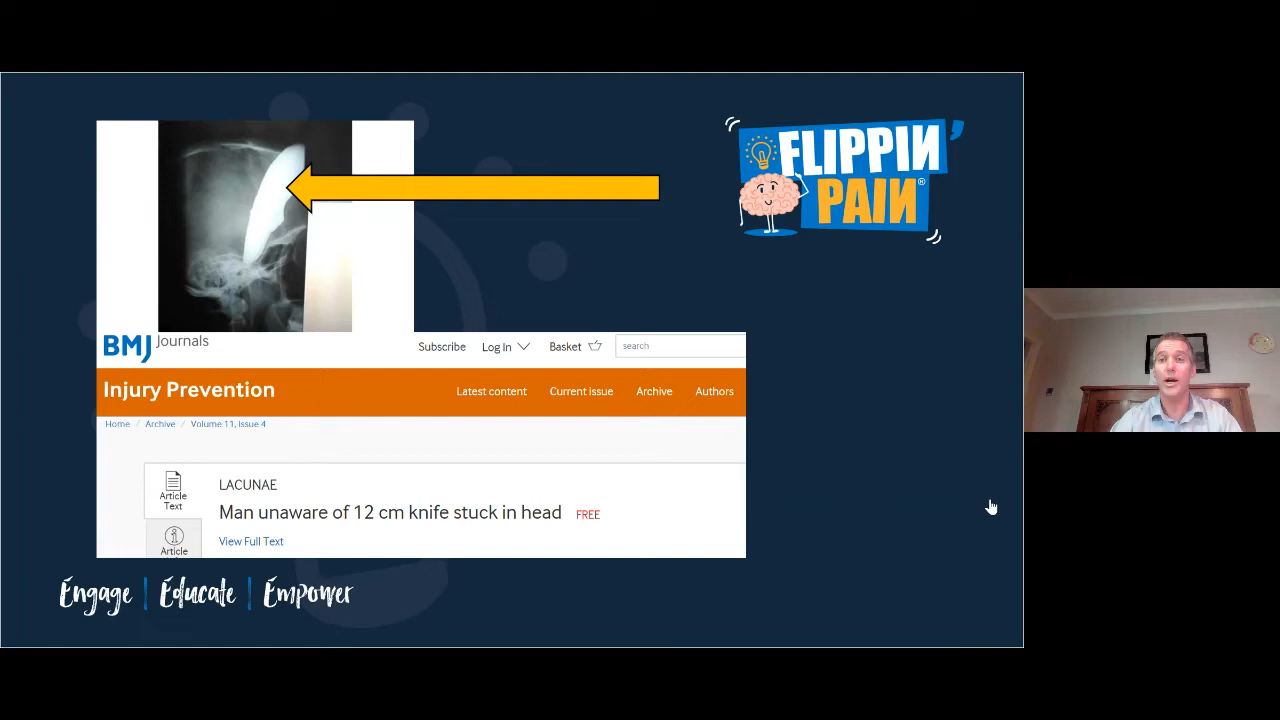 FLIPPIN'
PAIN®
BMJ Journals
Subscribe Log In Basket search
Injury Prevention
Latest content Current issue Archive Authors
Home / Archive / Volume 11, Issue 4
Article
Text
LACUNAE
Man unaware of 12 cm knife stuck in head FREE
View Full Text
Article
Engage | Educate | Empower